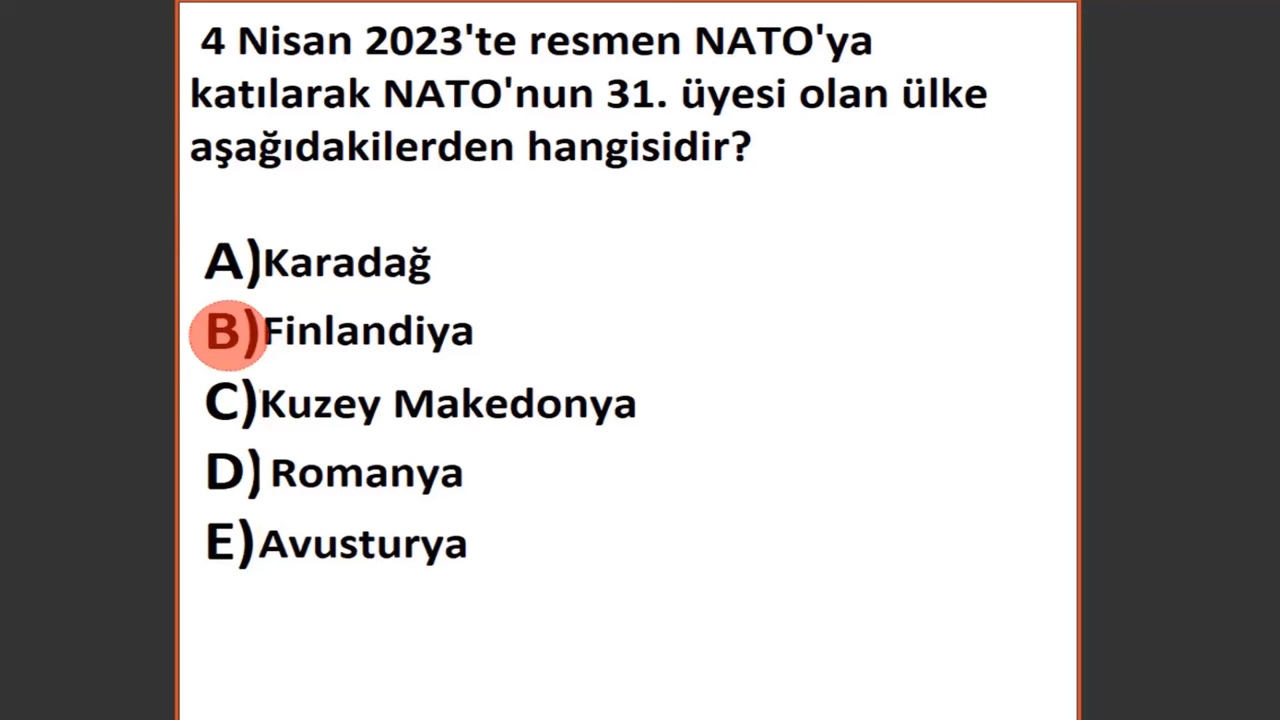 4 Nisan 2023'te resmen NATO'ya
katılarak NATO'nun 31. üyesi olan ülke
aşağıdakilerden hangisidir?
A)Karadağ
B)Finlandiya
C)Kuzey Makedonya
D) Romanya
E)Avusturya